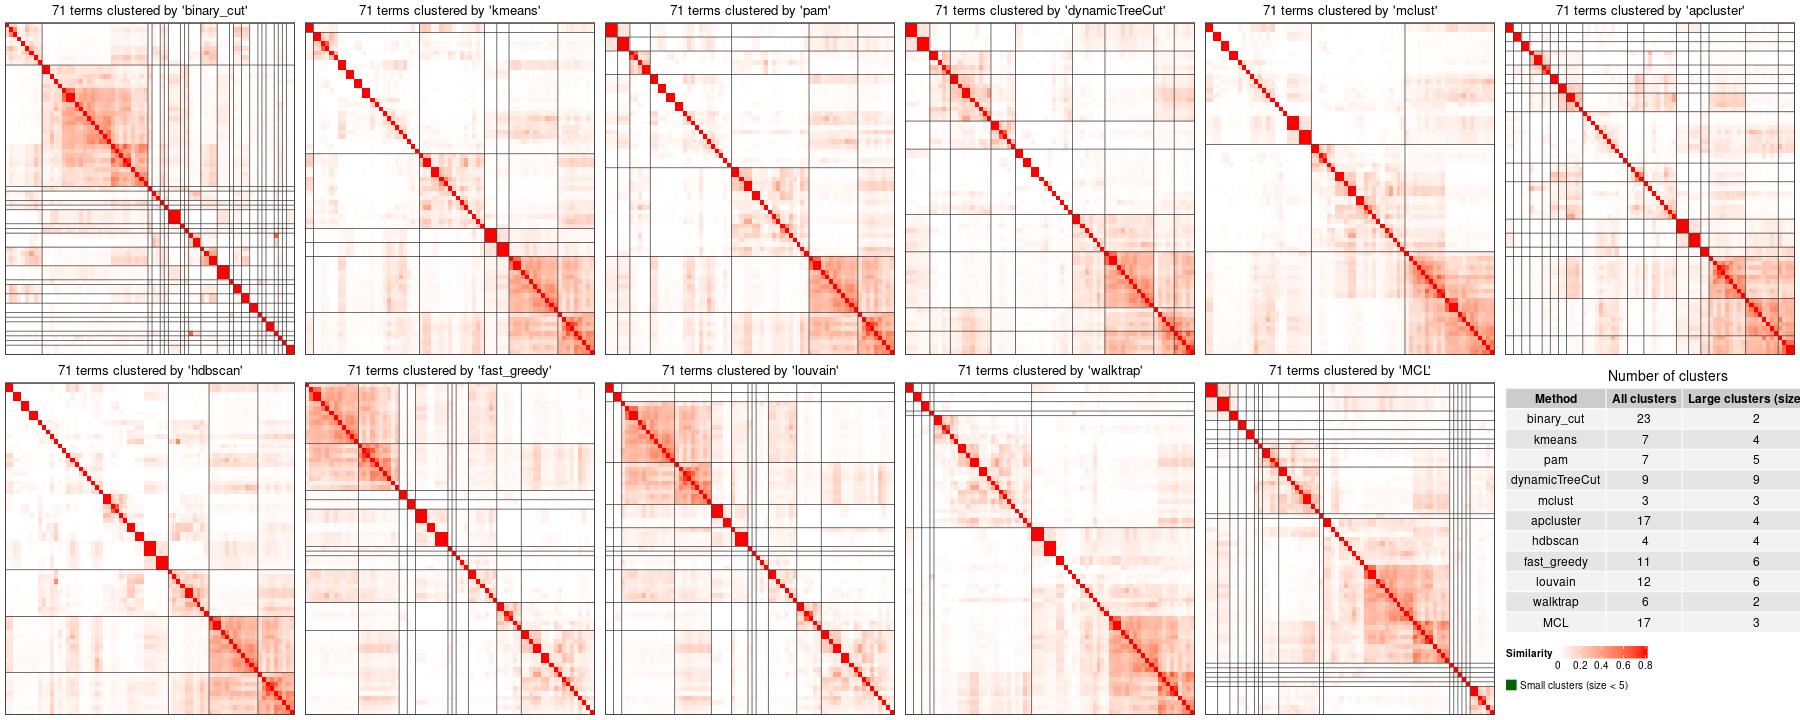 71 terms clustered by 'binary_cut'
71 terms clustered by 'kmeans'
71 terms clustered by 'pam'
71 terms clustered by 'dynamicTreeCut'
71 terms clustered by 'mclust'
71 terms clustered by 'apcluster'
71 terms clustered by 'hdbscan'
71 terms clustered by 'fast_greedy'
71 terms clustered by 'louvain'
71 terms clustered by 'walktrap'
71 terms clustered by 'MCL'
Number of clusters
Method All clusters Large clusters (size
binary_cut 23 2
kmeans 7 4
pam 7 5
dynamicTreeCut 9 9
mclust 3 3
apcluster 17 4
hdbscan 4 4
fast_greedy 11 6
louvain 12 6
walktrap 6 2
MCL 17 3
Similarity
0 0.2 0.4 0.6 0.8
Small clusters (size < 5)